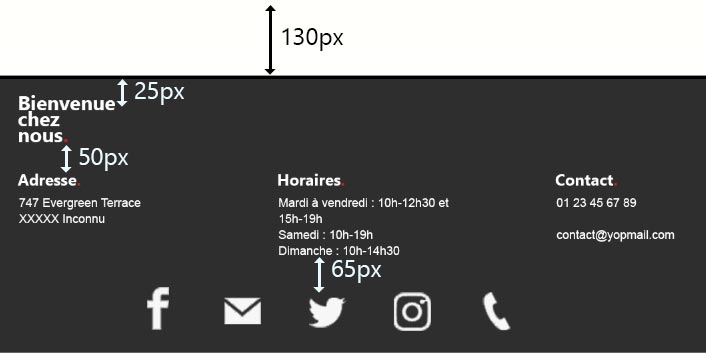 130px
25px
Bienvenue
chez
nous.
50px
Adresse.
747 Evergreen Terrace
XXXXX Inconnu
Horaires.
Mardi à vendredi : 10h-12h30 et
15h-19h
Samedi : 10h-19h
Dimanche : 10h-14h30
Contact.
01 23 45 67 89
contact@yopmail.com
65px